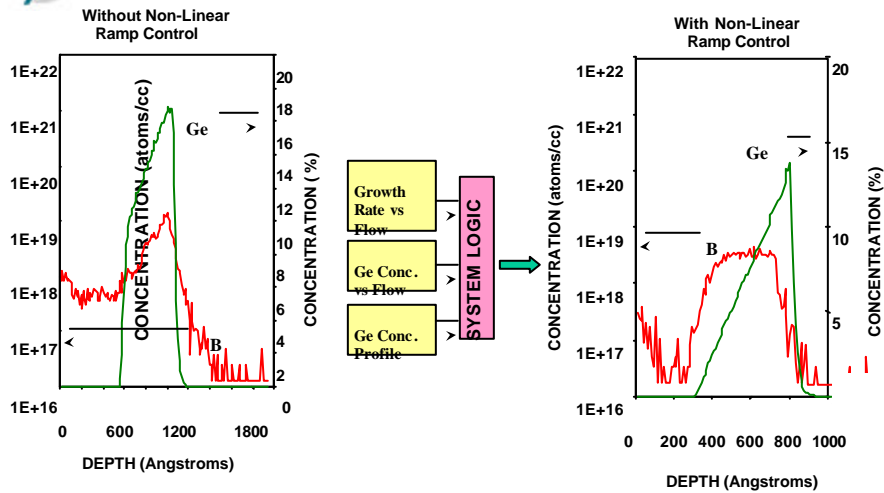 Without Non-Linear
Ramp Control
1E+22
1E+21
1E+20
1E+19
1E+18
1E+17
1E+16
CONCENTRATION (atoms/cc)
Ge
B
20
18
16
14
12
10
8
6
4
2
0
CONCENTRATION (%)
0
600
1200
1800
DEPTH (Angstroms)
Growth
Rate vs
Flow
Ge Conc.
vs Flow
Ge Conc.
Profile
SYSTEM LOGIC
With Non-Linear
Ramp Control
1E+22
1E+21
1E+20
1E+19
1E+18
1E+17
1E+16
CONCENTRATION (atoms/cc)
Ge
B
20
15
10
5
CONCENTRATION (%)
0
200
400
600
800
1000
DEPTH (Angstroms)